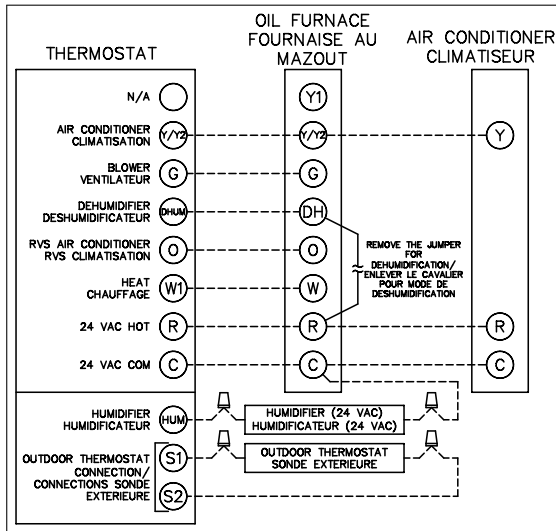 THERMOSTAT
OIL FURNACE
FOURNAISE AU
MAZOUT
AIR CONDITIONER
CLIMATISEUR
N/A
Y1
AIR CONDITIONER
CLIMATISATION
Y/Y2
Y/Y2
Y
BLOWER
VENTILATEUR
G
G
DEHUMIDIFIER
DESHUMIDIFICATEUR
DHUM
DH
RVS AIR CONDITIONER
RVS CLIMATISATION
O
O
REMOVE THE JUMPER
FOR
DEHUMIDIFICATION/
ENLEVER LE CAVALIER
POUR MODE DE
DESHUMIDIFICATION
HEAT
CHAUFFAGE
W1
W
24 VAC HOT
R
R
R
24 VAC COM
C
C
C
HUMIDIFIER
HUMIDIFICATEUR
HUM
HUMIDIFIER (24 VAC)
HUMIDIFICATEUR (24 VAC)
OUTDOOR THERMOSTAT
CONNECTION/
CONNECTIONS SONDE
EXTERIEURE
S1
S2
OUTDOOR THERMOSTAT
SONDE EXTERIEURE